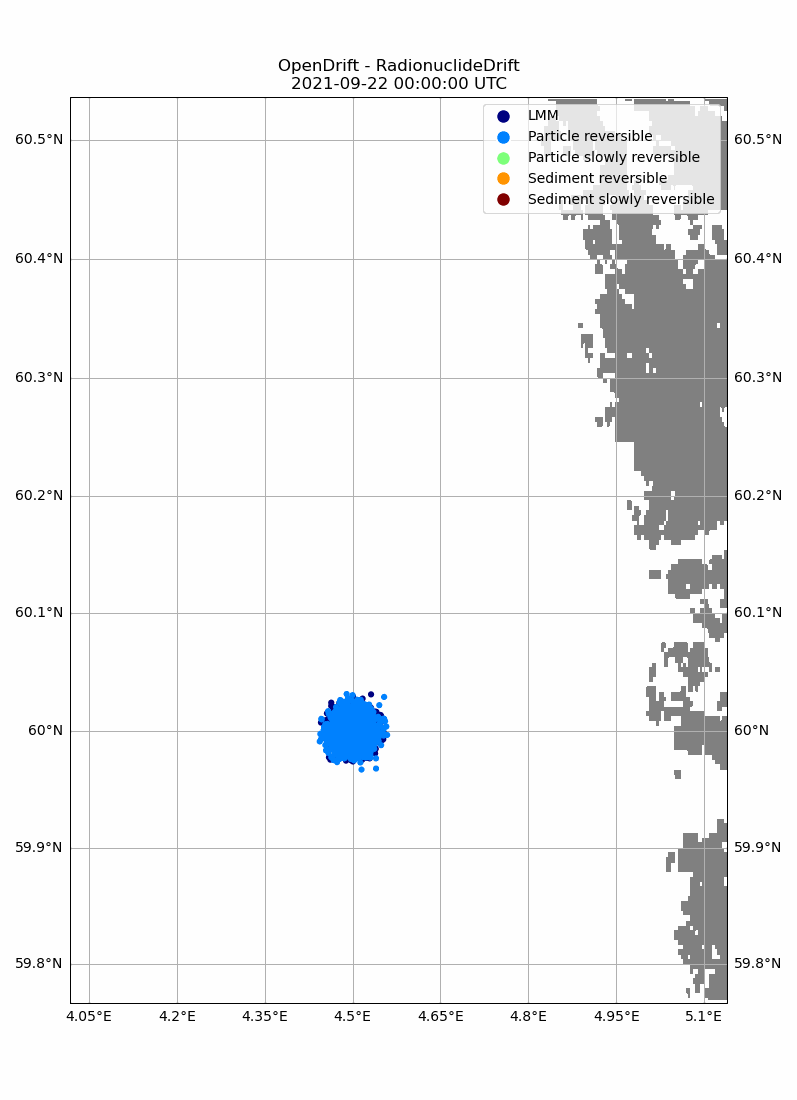 OpenDrift - RadionuclideDrift
2021-09-22 00:00:00 UTC
LMM
Particle reversible
Particle slowly reversible
Sediment reversible
Sediment slowly reversible
60.5°N 60.5°N
60.4°N 60.4°N
60.3°N 60.3°N
60.2°N 60.2°N
60.1°N 60.1°N
60°N 60°N
59.9°N 59.9°N
59.8°N 59.8°N
4.05°E 4.2°E 4.35°E 4.5°E 4.65°E 4.8°E 4.95°E 5.1°E